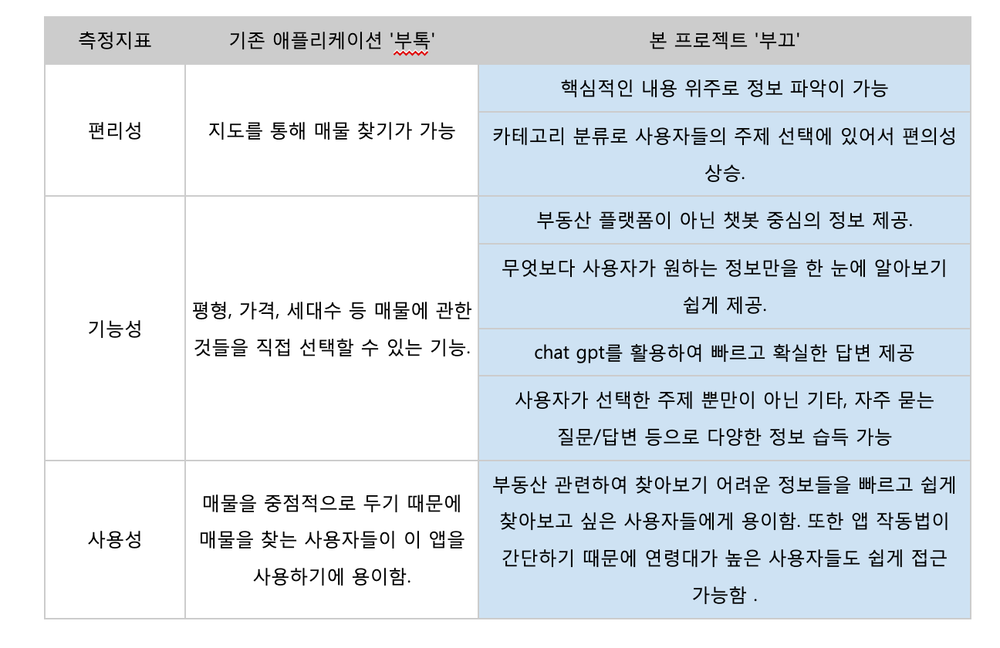 측정지표
기존 애플리케이션 '부톡'
본 프로젝트 '부끄'
편리성
지도를 통해 매물 찾기가 가능
핵심적인 내용 위주로 정보 파악이 가능
카테고리 분류로 사용자들의 주제 선택에 있어서 편의성
상승.
기능성
평형, 가격, 세대수 등 매물에 관한
것들을 직접 선택할 수 있는 기능.
부동산 플랫폼이 아닌 챗봇 중심의 정보 제공.
무엇보다 사용자가 원하는 정보만을 한 눈에 알아보기
쉽게 제공.
chat gpt를 활용하여 빠르고 확실한 답변 제공
사용자가 선택한 주제 뿐만이 아닌 기타, 자주 묻는
질문/답변 등으로 다양한 정보 습득 가능
사용성
매물을 중점적으로 두기 때문에
매물을 찾는 사용자들이 이 앱을
사용하기에 용이함.
부동산 관련하여 찾아보기 어려운 정보들을 빠르고 쉽게
찾아보고 싶은 사용자들에게 용이함. 또한 앱 작동법이
간단하기 때문에 연령대가 높은 사용자들도 쉽게 접근
가능함 .